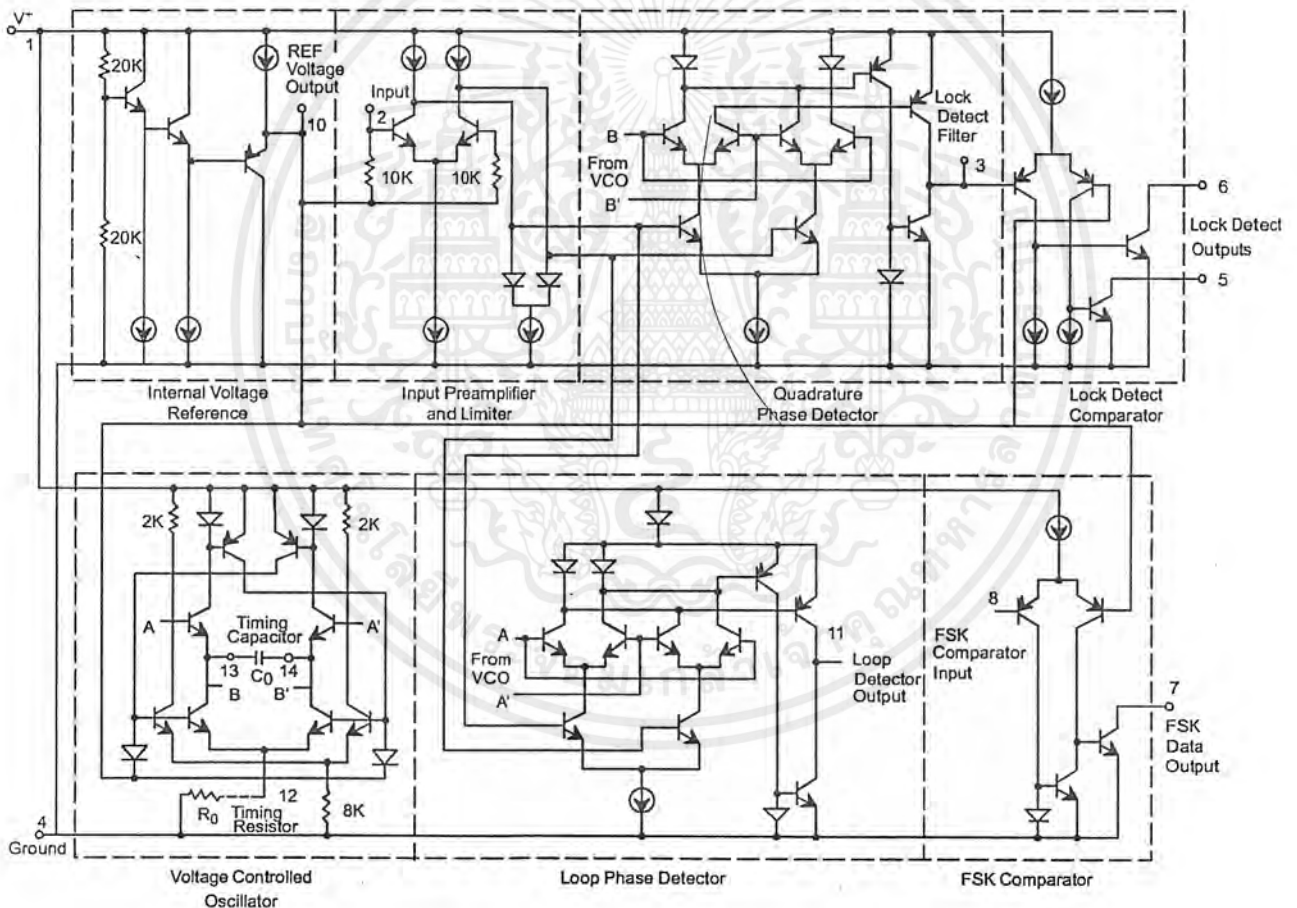 V+
1
20K
20K
REF
Voltage
Output
10
Input
2
10K
10K
B
From
VCO
B'
Lock
Detect
Filter
3
6
Lock Detect
Outputs
5
Internal Voltage
Reference
Input Preamplifier
and Limiter
Quadrature
Phase Detector
Lock Detect
Comparator
2K
2K
A
Timing
Capacitor
A'
13
C0
14
B
B'
12
R0
Timing
Resistor
8K
4
Ground
A
From
VCO
A'
11
Loop
Detector
Output
8
FSK
Comparator
Input
7
FSK
Data
Output
Voltage Controlled
Oscillator
Loop Phase Detector
FSK Comparator